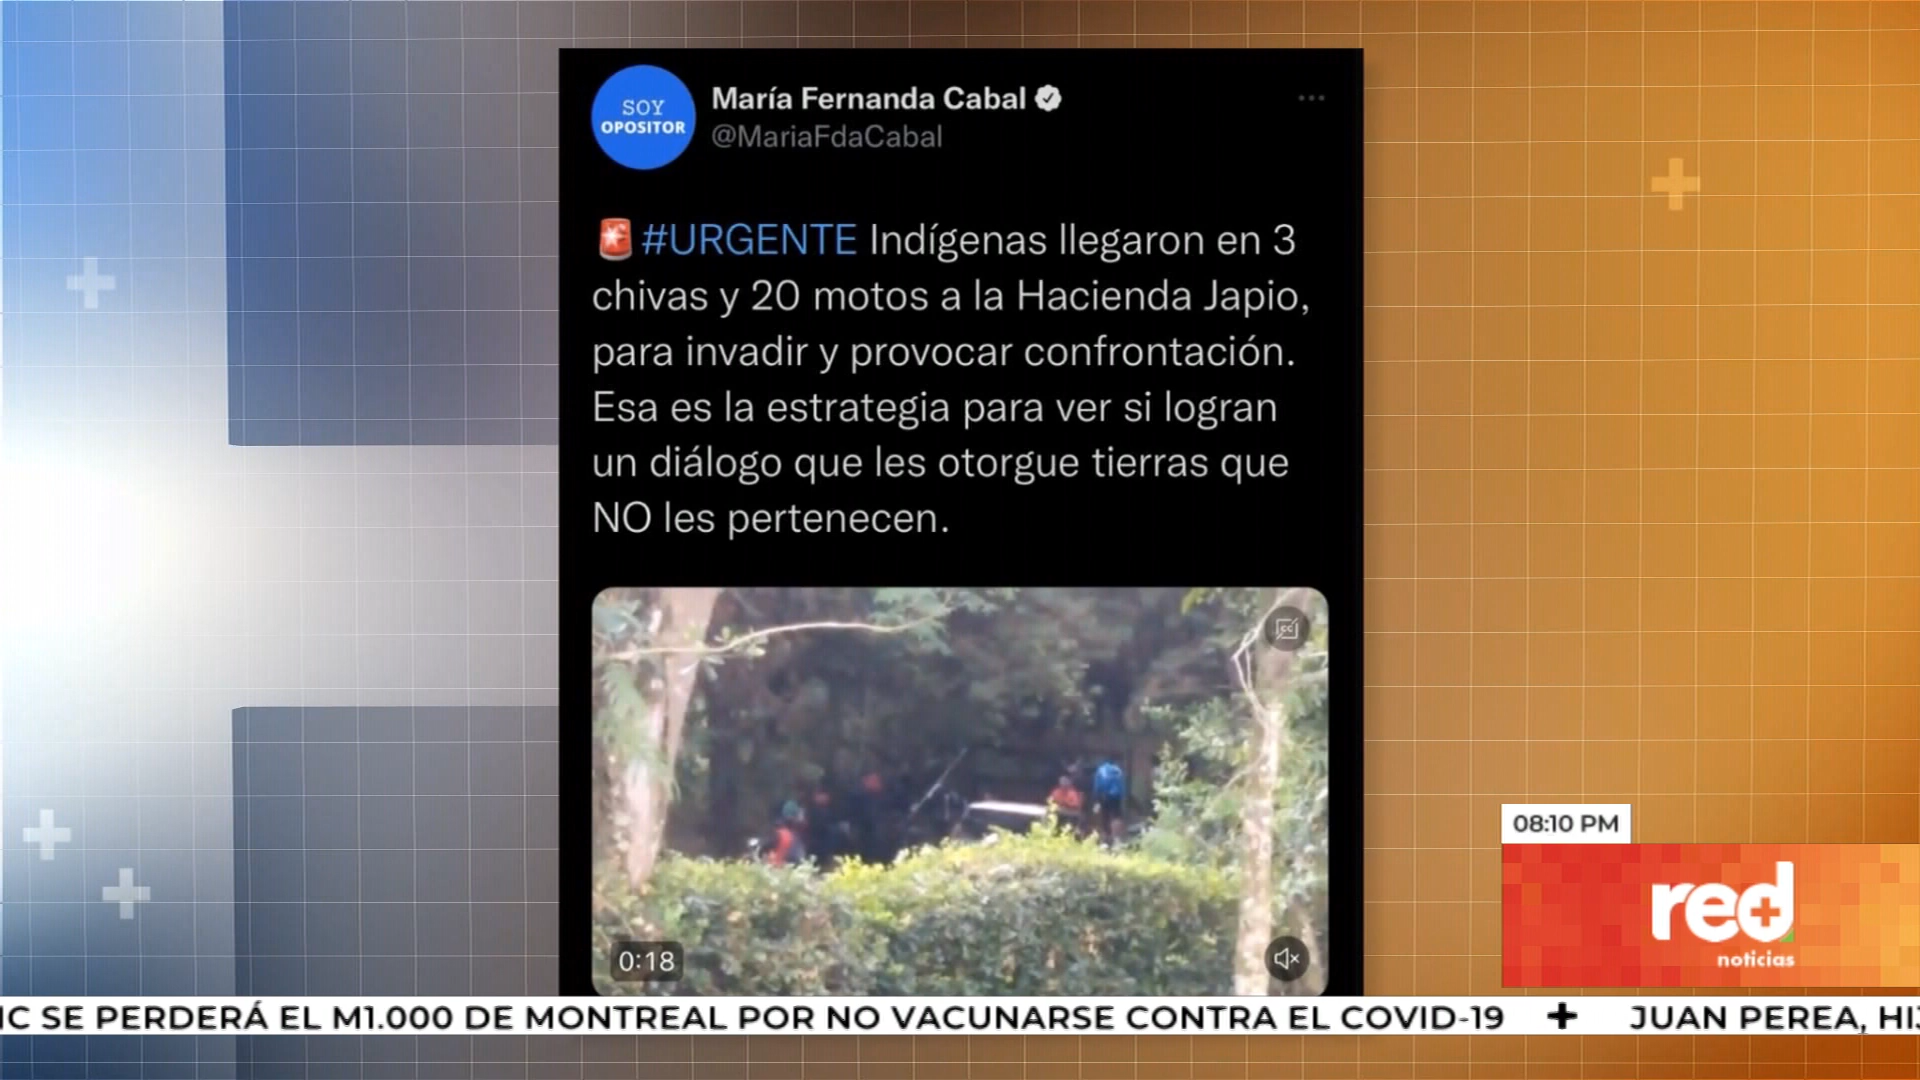 SOY
OPOSITOR
María Fernanda Cabal
@MariaFdaCabal
#URGENTE Indígenas llegaron en 3
chivas y 20 motos a la Hacienda Japio,
para invadir y provocar confrontación.
Esa es la estrategia para ver si logran
un diálogo que les otorgue tierras que
NO les pertenecen.
CC
0:18
08:10 PM
red
noticias
IC SE PERDERÁ EL M1.000 DE MONTREAL POR NO VACUNARSE CONTRA EL COVID-19 + JUAN PEREA,